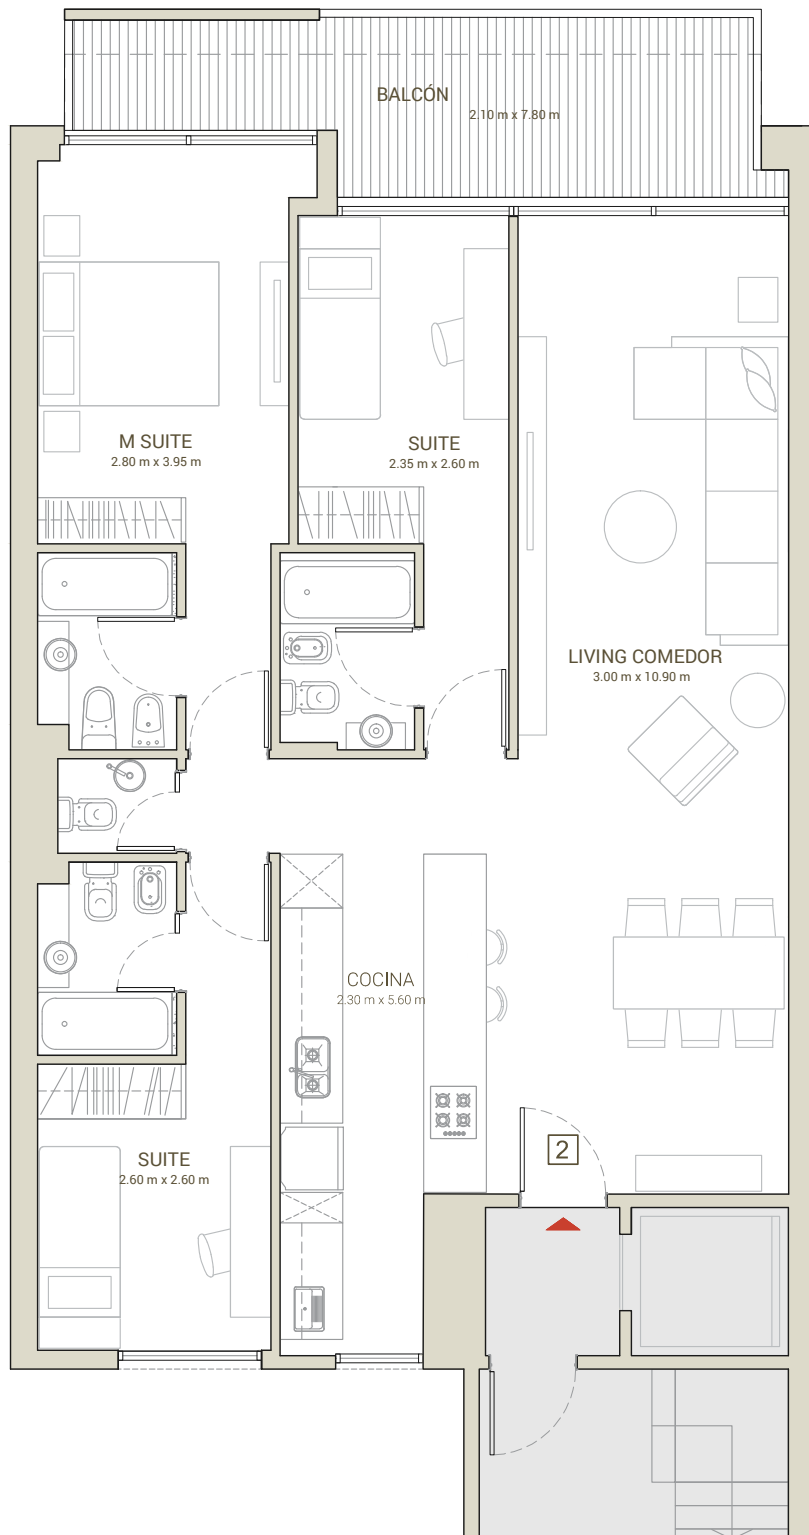 BALCÓN
2.10 m x 7.80 m
M SUITE
2.80 m x 3.95 m
SUITE
2.35 m x 2.60 m
LIVING COMEDOR
3.00 m x 10.90 m
COCINA
2.30 m x 5.60 m
SUITE
2.60 m x 2.60 m
2